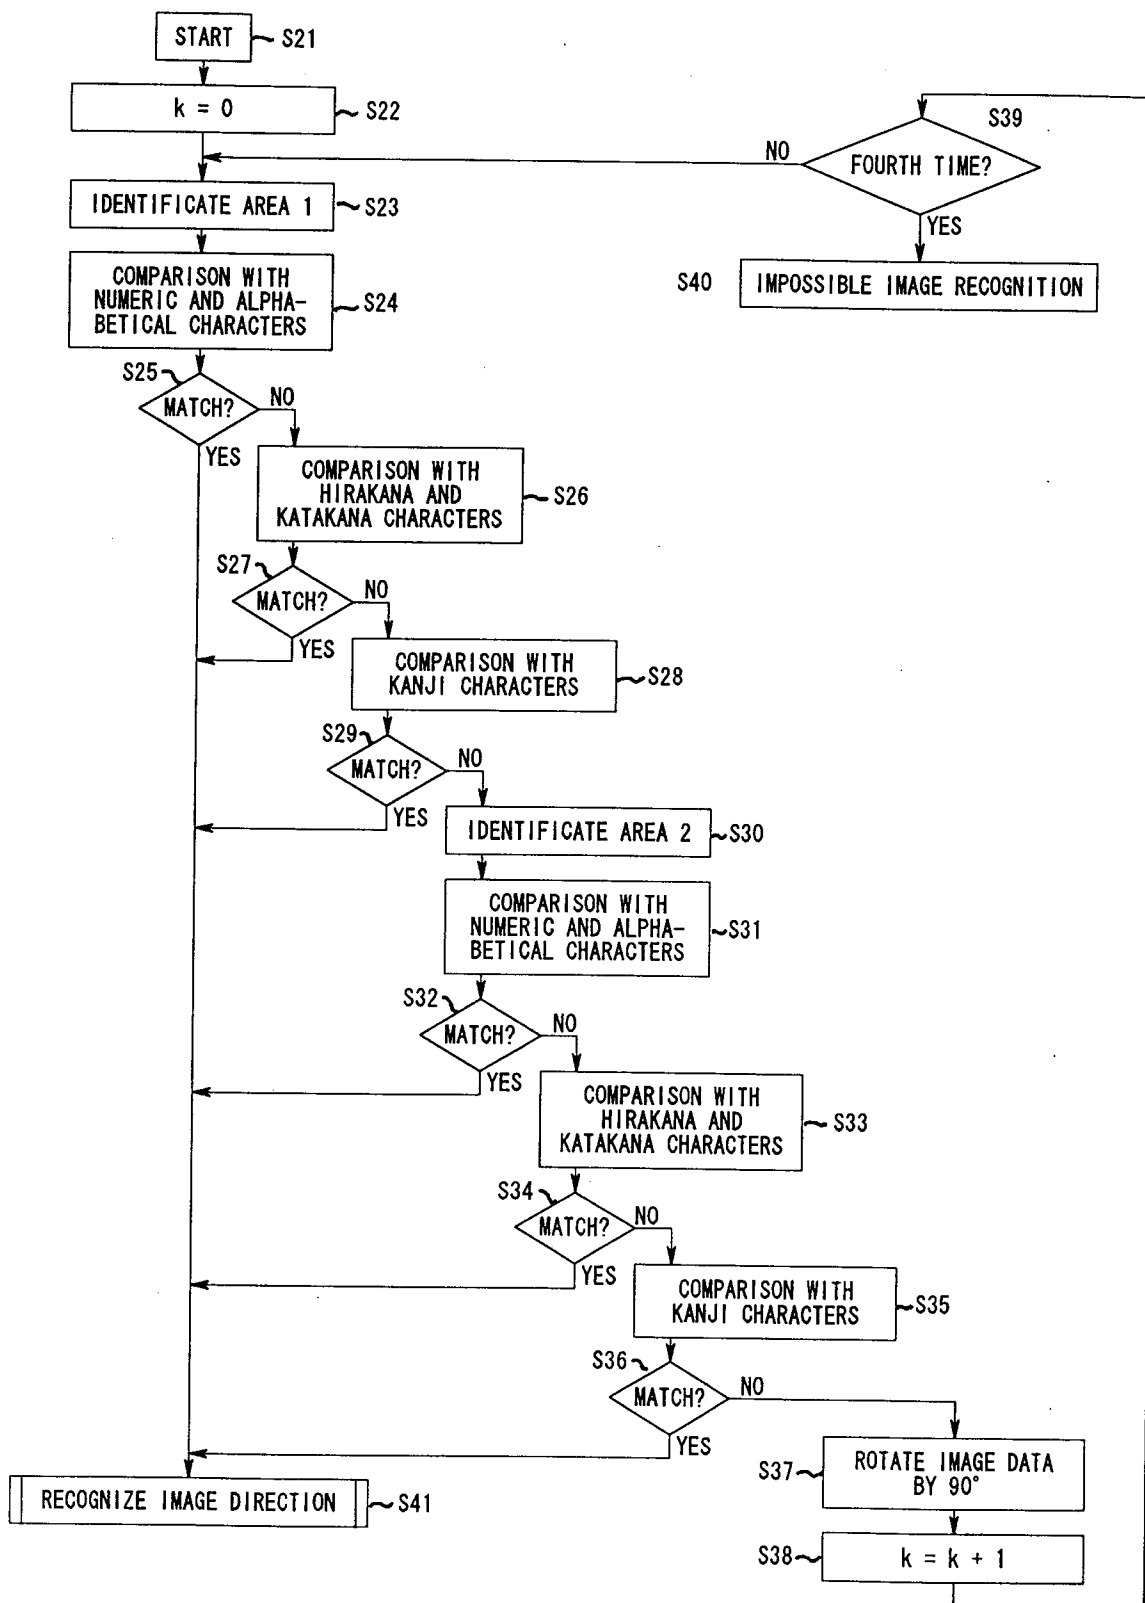 START
S21
k = 0
S22
S39
FOURTH TIME?
NO
YES
IDENTIFICATE AREA 1
S23
S40
IMPOSSIBLE IMAGE RECOGNITION
COMPARISON WITH
NUMERIC AND ALPHA-
BETICAL CHARACTERS
S24
S25
MATCH?
NO
YES
COMPARISON WITH
HIRAKANA AND
KATAKANA CHARACTERS
S26
S27
MATCH?
NO
YES
COMPARISON WITH
KANJI CHARACTERS
S28
S29
MATCH?
NO
YES
IDENTIFICATE AREA 2
S30
COMPARISON WITH
NUMERIC AND ALPHA-
BETICAL CHARACTERS
S31
S32
MATCH?
NO
YES
COMPARISON WITH
HIRAKANA AND
KATAKANA CHARACTERS
S33
S34
MATCH?
NO
YES
COMPARISON WITH
KANJI CHARACTERS
S35
S36
MATCH?
NO
YES
S37
ROTATE IMAGE DATA
BY 90°
RECOGNIZE IMAGE DIRECTION
S41
S38
k = k + 1